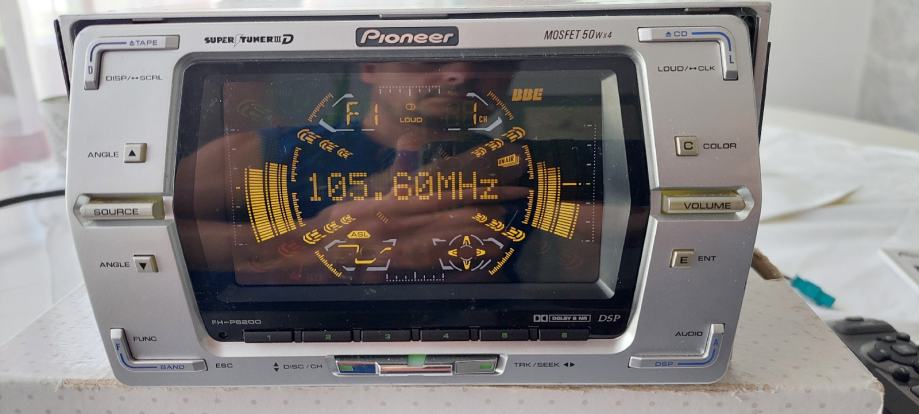 SUPER TUNER III D
Pioneer
MOSFET 50W x 4
▲TAPE
▲CD
D
L
DISP/↔SCRL
LOUD/↔CLK
BBE
F1
LOUD
1CH
ANGLE ▲
C COLOR
105.60MHz
SOURCE
VOLUME
ASL
ANGLE ▼
E ENT
FH-P6200
DOLBY B NR
DSP
1 2 3 4 5 6
FUNC
AUDIO
F
A
BAND
ESC
DISC/CH
TRK/SEEK ◄►
DSP